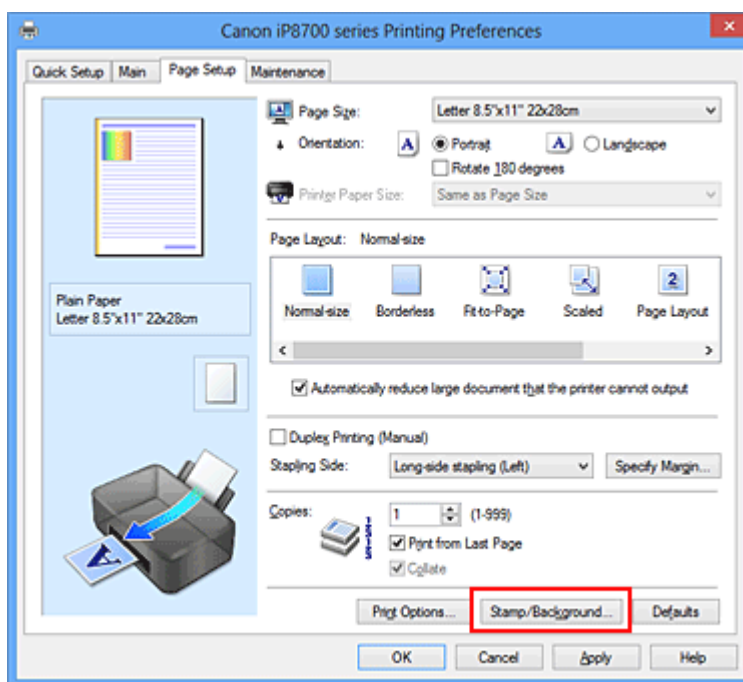 Canon iP8700 series Printing Preferences
Quick Setup Main Page Setup Maintenance
Page Size: Letter 8.5"x11" 22x28cm
Orientation: A Portrait A Landscape
Rotate 180 degrees
Printer Paper Size: Same as Page Size
Page Layout: Normal-size
2
Normal-size Borderless Fit-to-Page Scaled Page Layout
Plain Paper
Letter 8.5"x11" 22x28cm
Automatically reduce large document that the printer cannot output
Duplex Printing (Manual)
Stapling Side: Long-side stapling (Left) Specify Margin...
Copies: 1 (1-999)
Print from Last Page
Collate
A
Print Options... Stamp/Background... Defaults
OK Cancel Apply Help